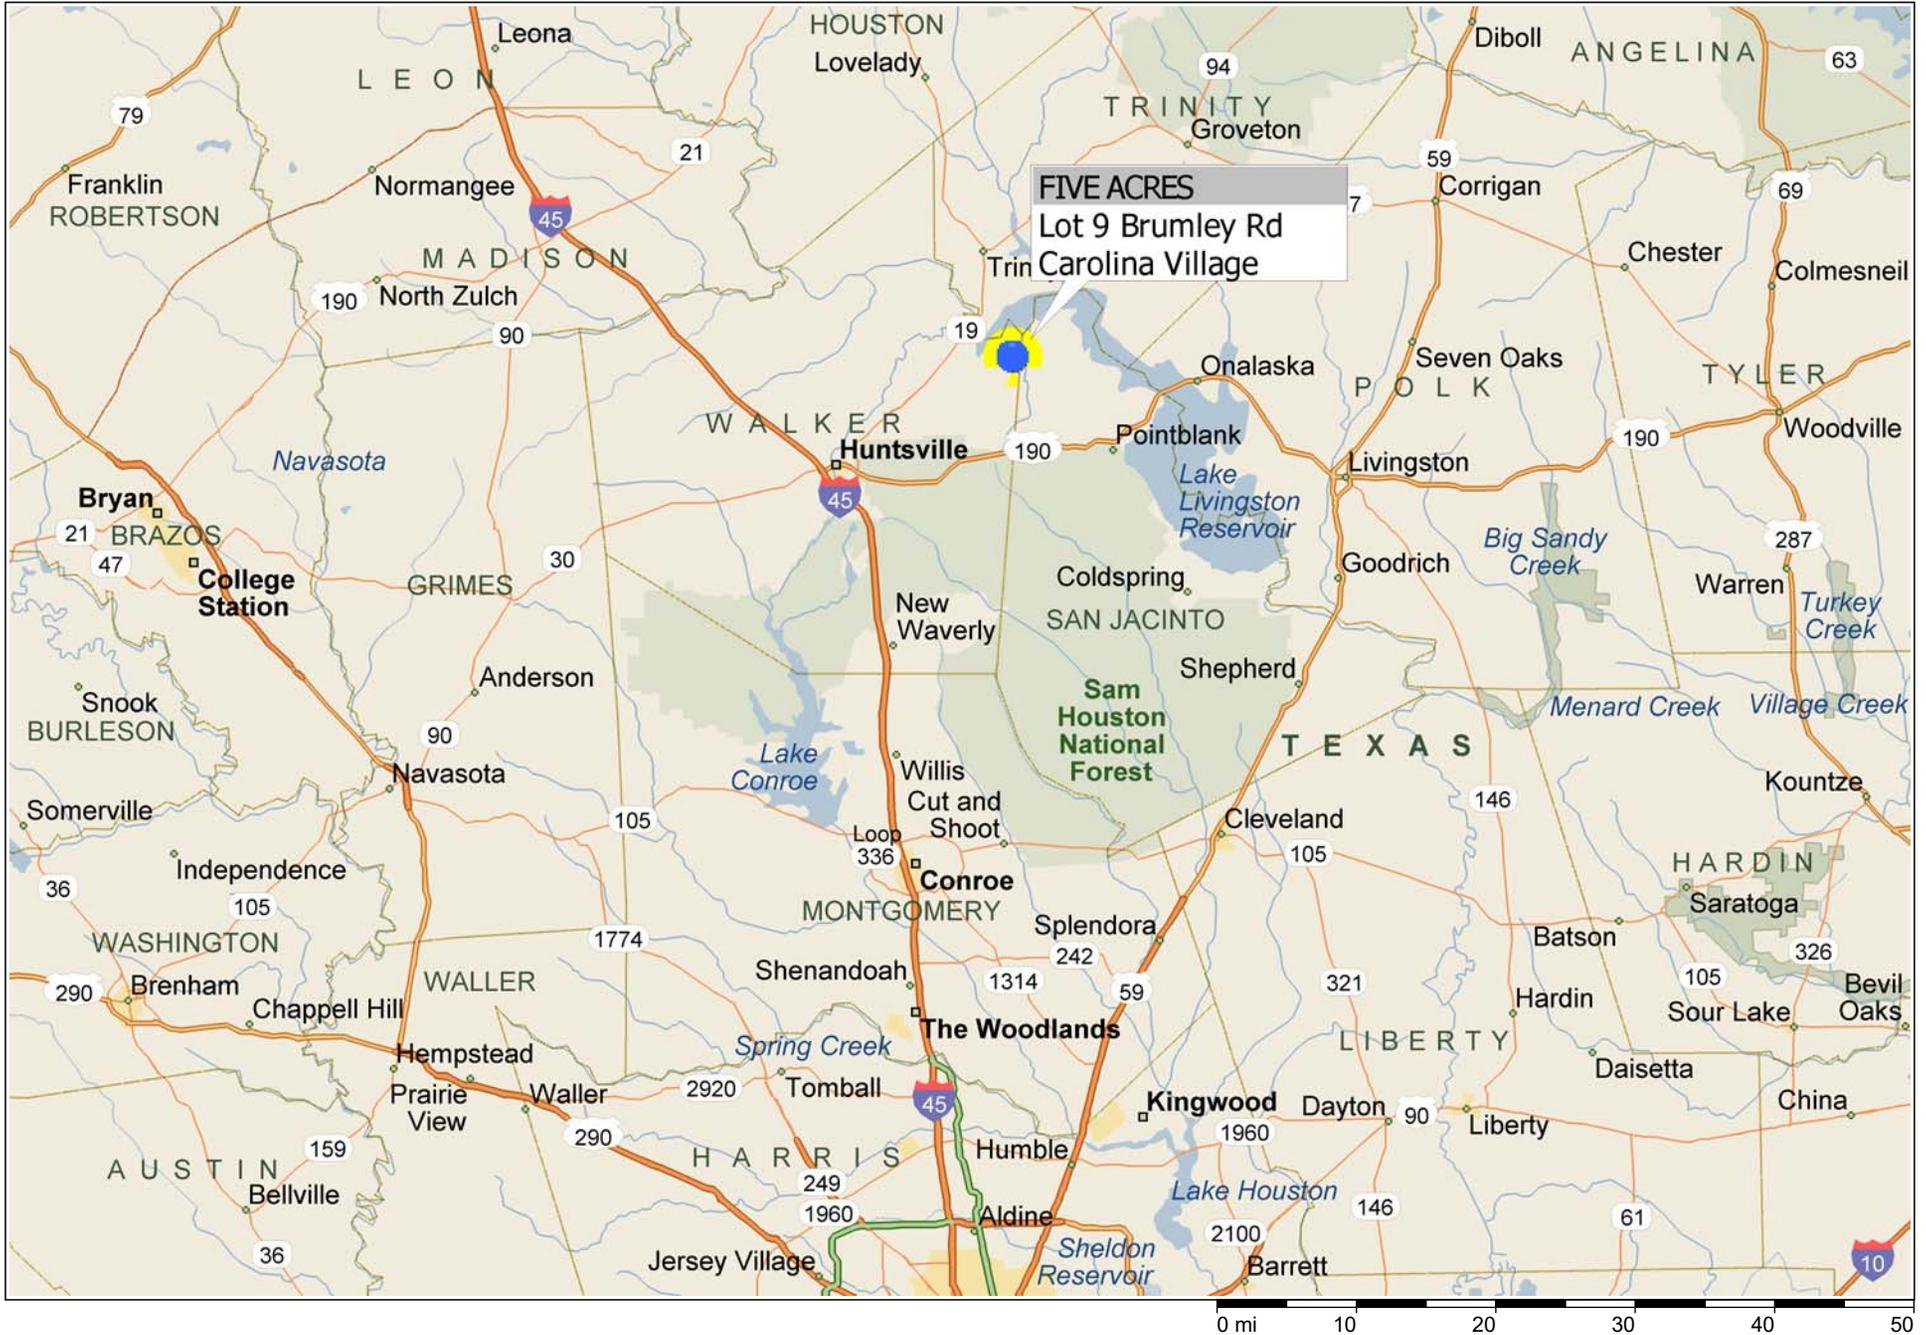 HOUSTON
Leona
Lovelady
Diboll
ANGELINA
63
LEON
94
TRINITY
79
Groveton
21
59
Franklin
Normangee
ROBERTSON
45
FIVE ACRES
Lot 9 Brumley Rd
Carolina Village
7
Corrigan
69
MADISON
Trin
Chester
Colmesneil
190
North Zulch
90
19
Onalaska
Seven Oaks
POLK
TYLER
WALKER
Huntsville
190
Pointblank
190
Woodville
Navasota
45
Lake
Livingston
Reservoir
Livingston
Bryan
21
BRAZOS
47
College
Station
GRIMES
30
Coldspring
Goodrich
Big Sandy
Creek
287
Warren
Turkey
Creek
New
Waverly
SAN JACINTO
Shepherd
Anderson
Snook
BURLESON
90
Sam
Houston
National
Forest
TEXAS
Menard Creek
Village Creek
Navasota
Lake
Conroe
Willis
Cut and
Shoot
146
Kountze
Somerville
105
Loop
336
Cleveland
105
Independence
36
105
Conroe
MONTGOMERY
HARDIN
Saratoga
WASHINGTON
1774
Splendora
242
Batson
326
290
Brenham
WALLER
Shenandoah
1314
59
321
105
Bevil
Oaks
Chappell Hill
Hardin
Sour Lake
The Woodlands
Spring Creek
LIBERTY
Hempstead
Prairie
View
Waller
2920
Tomball
45
Kingwood
Dayton
90
Liberty
Daisetta
China
290
1960
159
HARRIS
Humble
AUSTIN
Bellville
249
1960
Lake Houston
146
61
Aldine
2100
36
Jersey Village
Sheldon
Reservoir
Barrett
10
0 mi 10 20 30 40 50